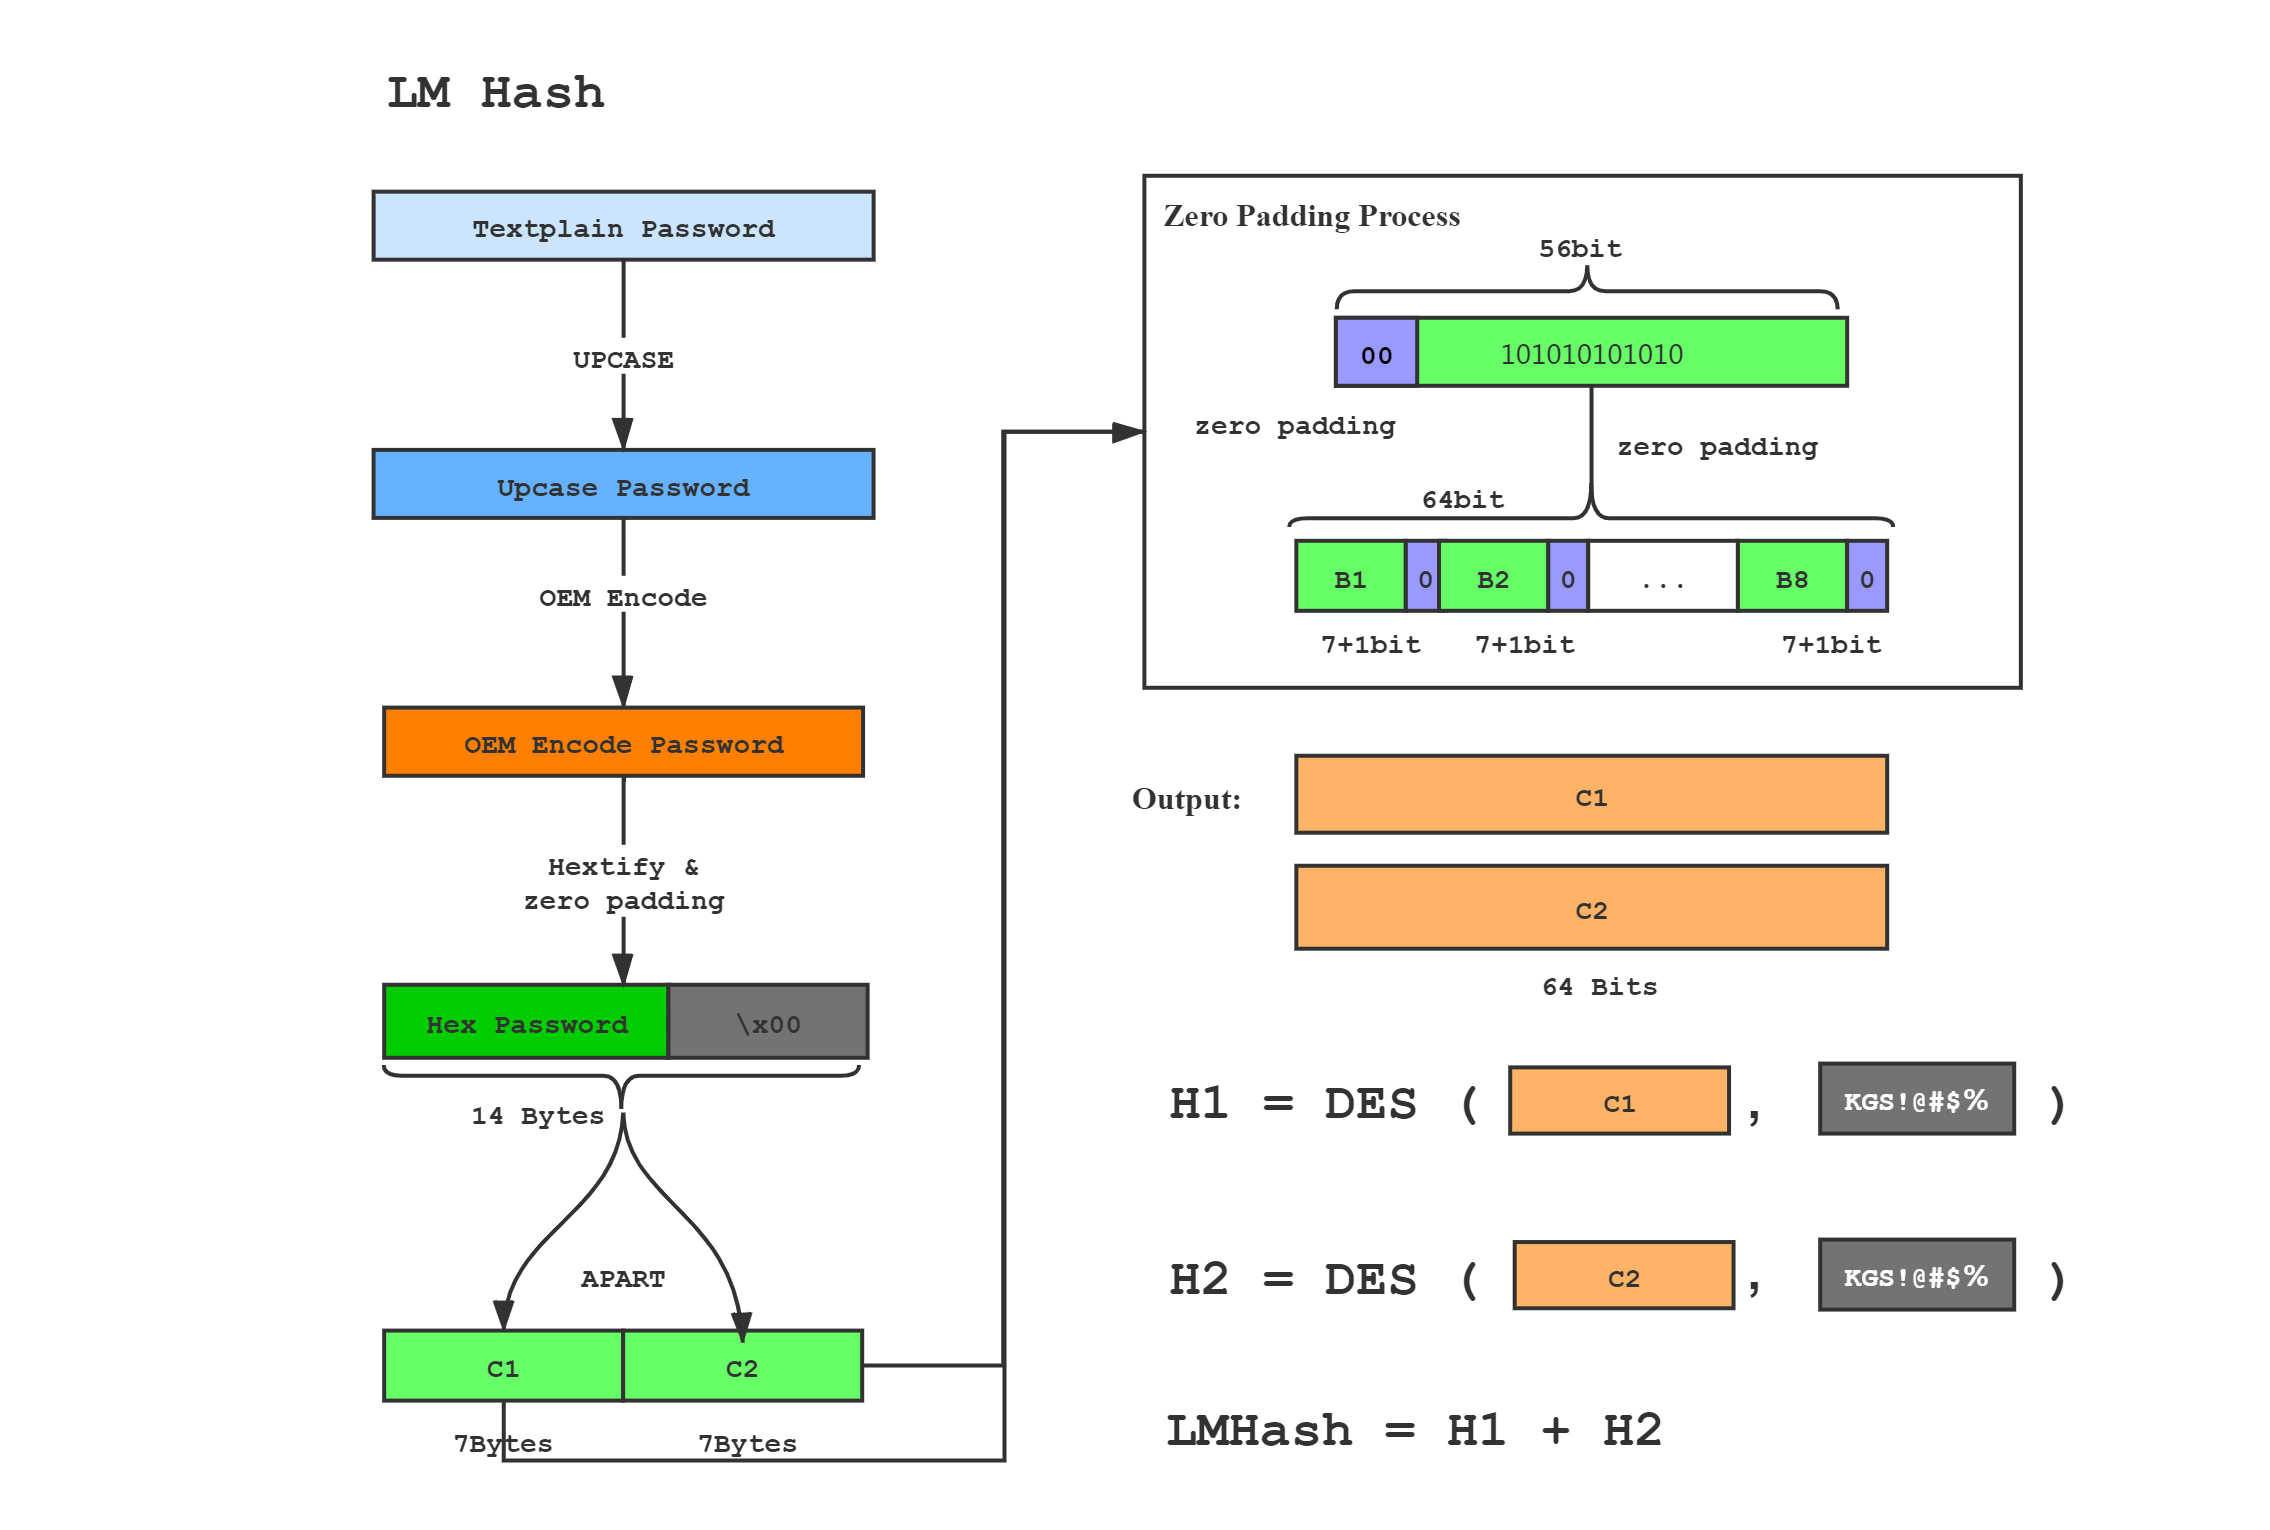 LM Hash
Textplain Password
UPCASE
Upcase Password
OEM Encode
OEM Encode Password
Hextify &
zero padding
Hex Password \x00
14 Bytes
APART
C1 C2
7Bytes 7Bytes
Zero Padding Process
56bit
00 101010101010
zero padding
zero padding
64bit
B1 0 B2 0 ... B8 0
7+1bit 7+1bit 7+1bit
Output:
C1
C2
64 Bits
H1 = DES ( C1 , KGS!@#$% )
H2 = DES ( C2 , KGS!@#$% )
LMHash = H1 + H2